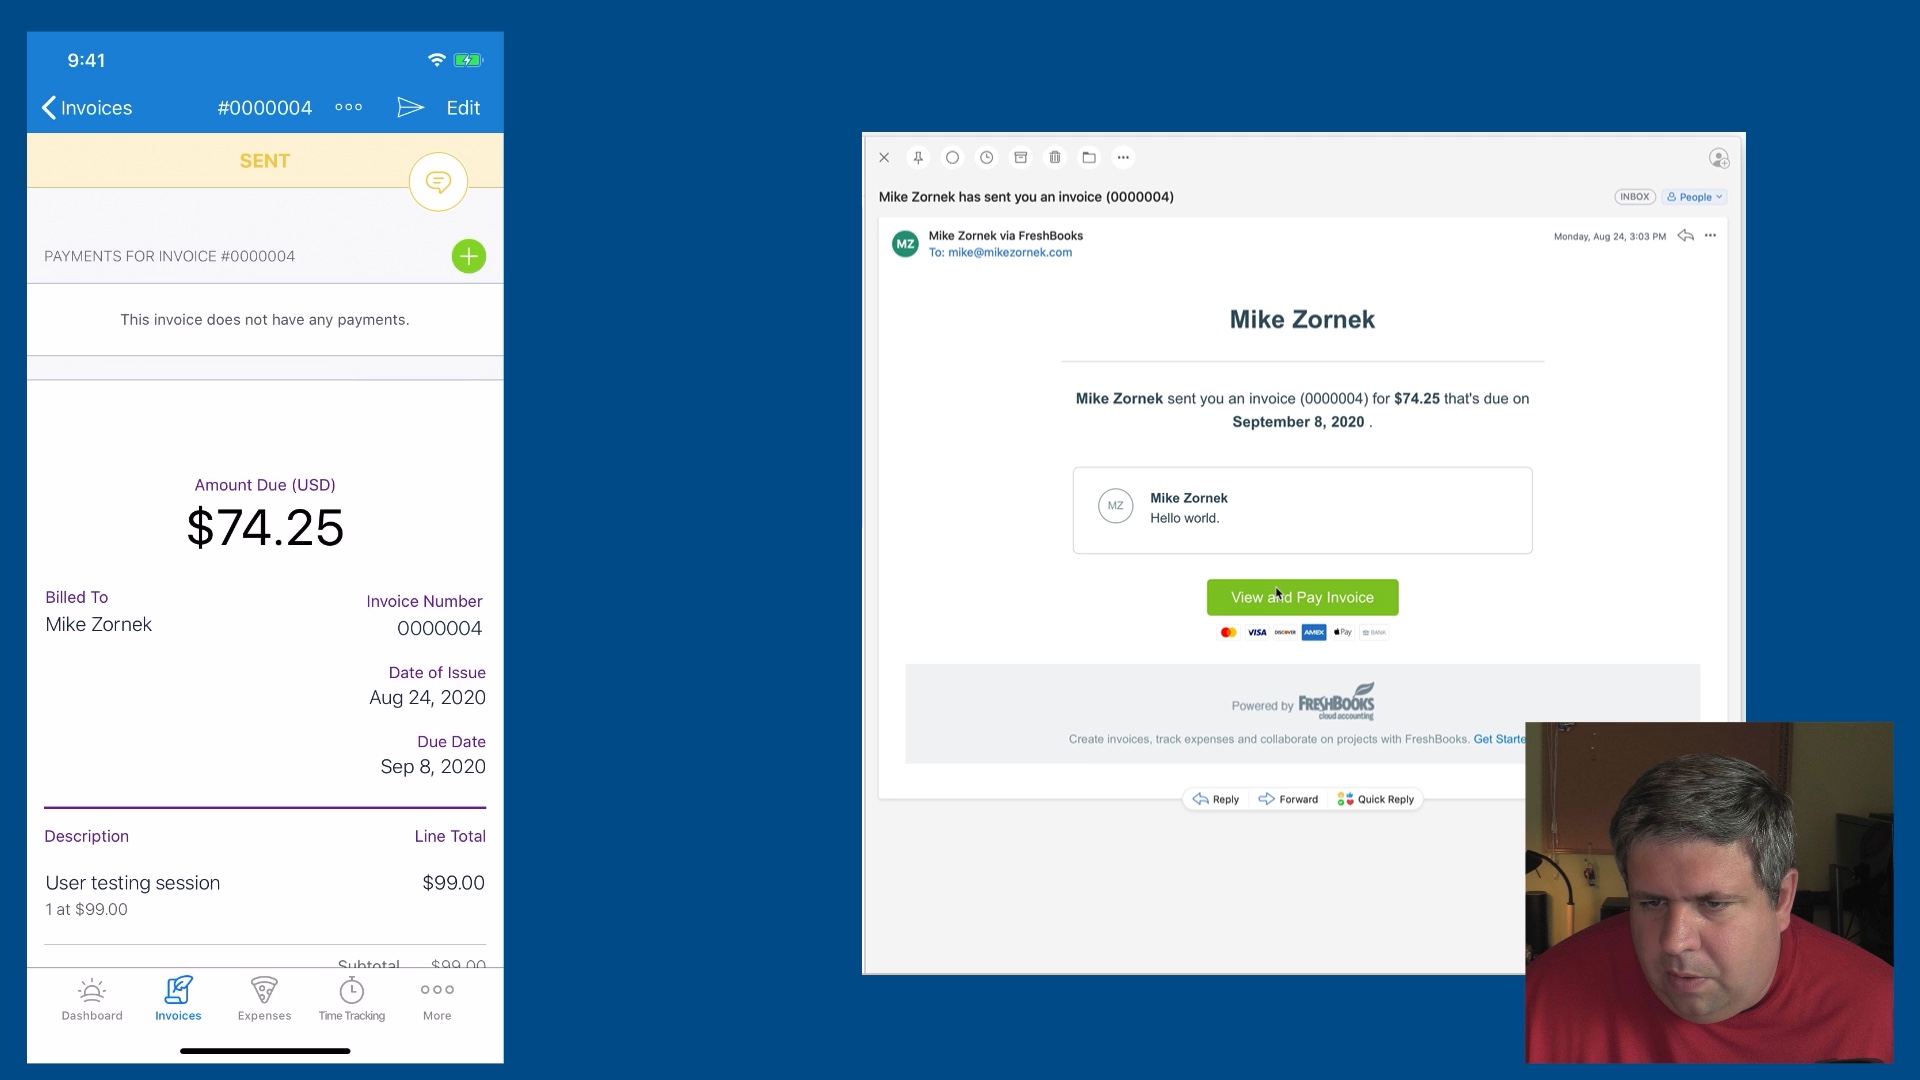 9:41
Invoices
#0000004
Edit
SENT
PAYMENTS FOR INVOICE #0000004
This invoice does not have any payments.
Amount Due (USD)
$74.25
Billed To
Mike Zornek
Invoice Number
0000004
Date of Issue
Aug 24, 2020
Due Date
Sep 8, 2020
Description Line Total
User testing session $99.00
1 at $99.00
Subtotal $99.00
Dashboard Invoices Expenses Time Tracking More
Mike Zornek has sent you an invoice (0000004)
INBOX People
MZ
Mike Zornek via FreshBooks
To: mike@mikezornek.com
Monday, Aug 24, 3:03 PM
Mike Zornek
Mike Zornek sent you an invoice (0000004) for $74.25 that's due on
September 8, 2020 .
MZ
Mike Zornek
Hello world.
View and Pay Invoice
VISA DISCOVER AMEX Pay BANK
Powered by FRESHBOOKS
cloud accounting
Create invoices, track expenses and collaborate on projects with FreshBooks. Get Starte
Reply Forward Quick Reply